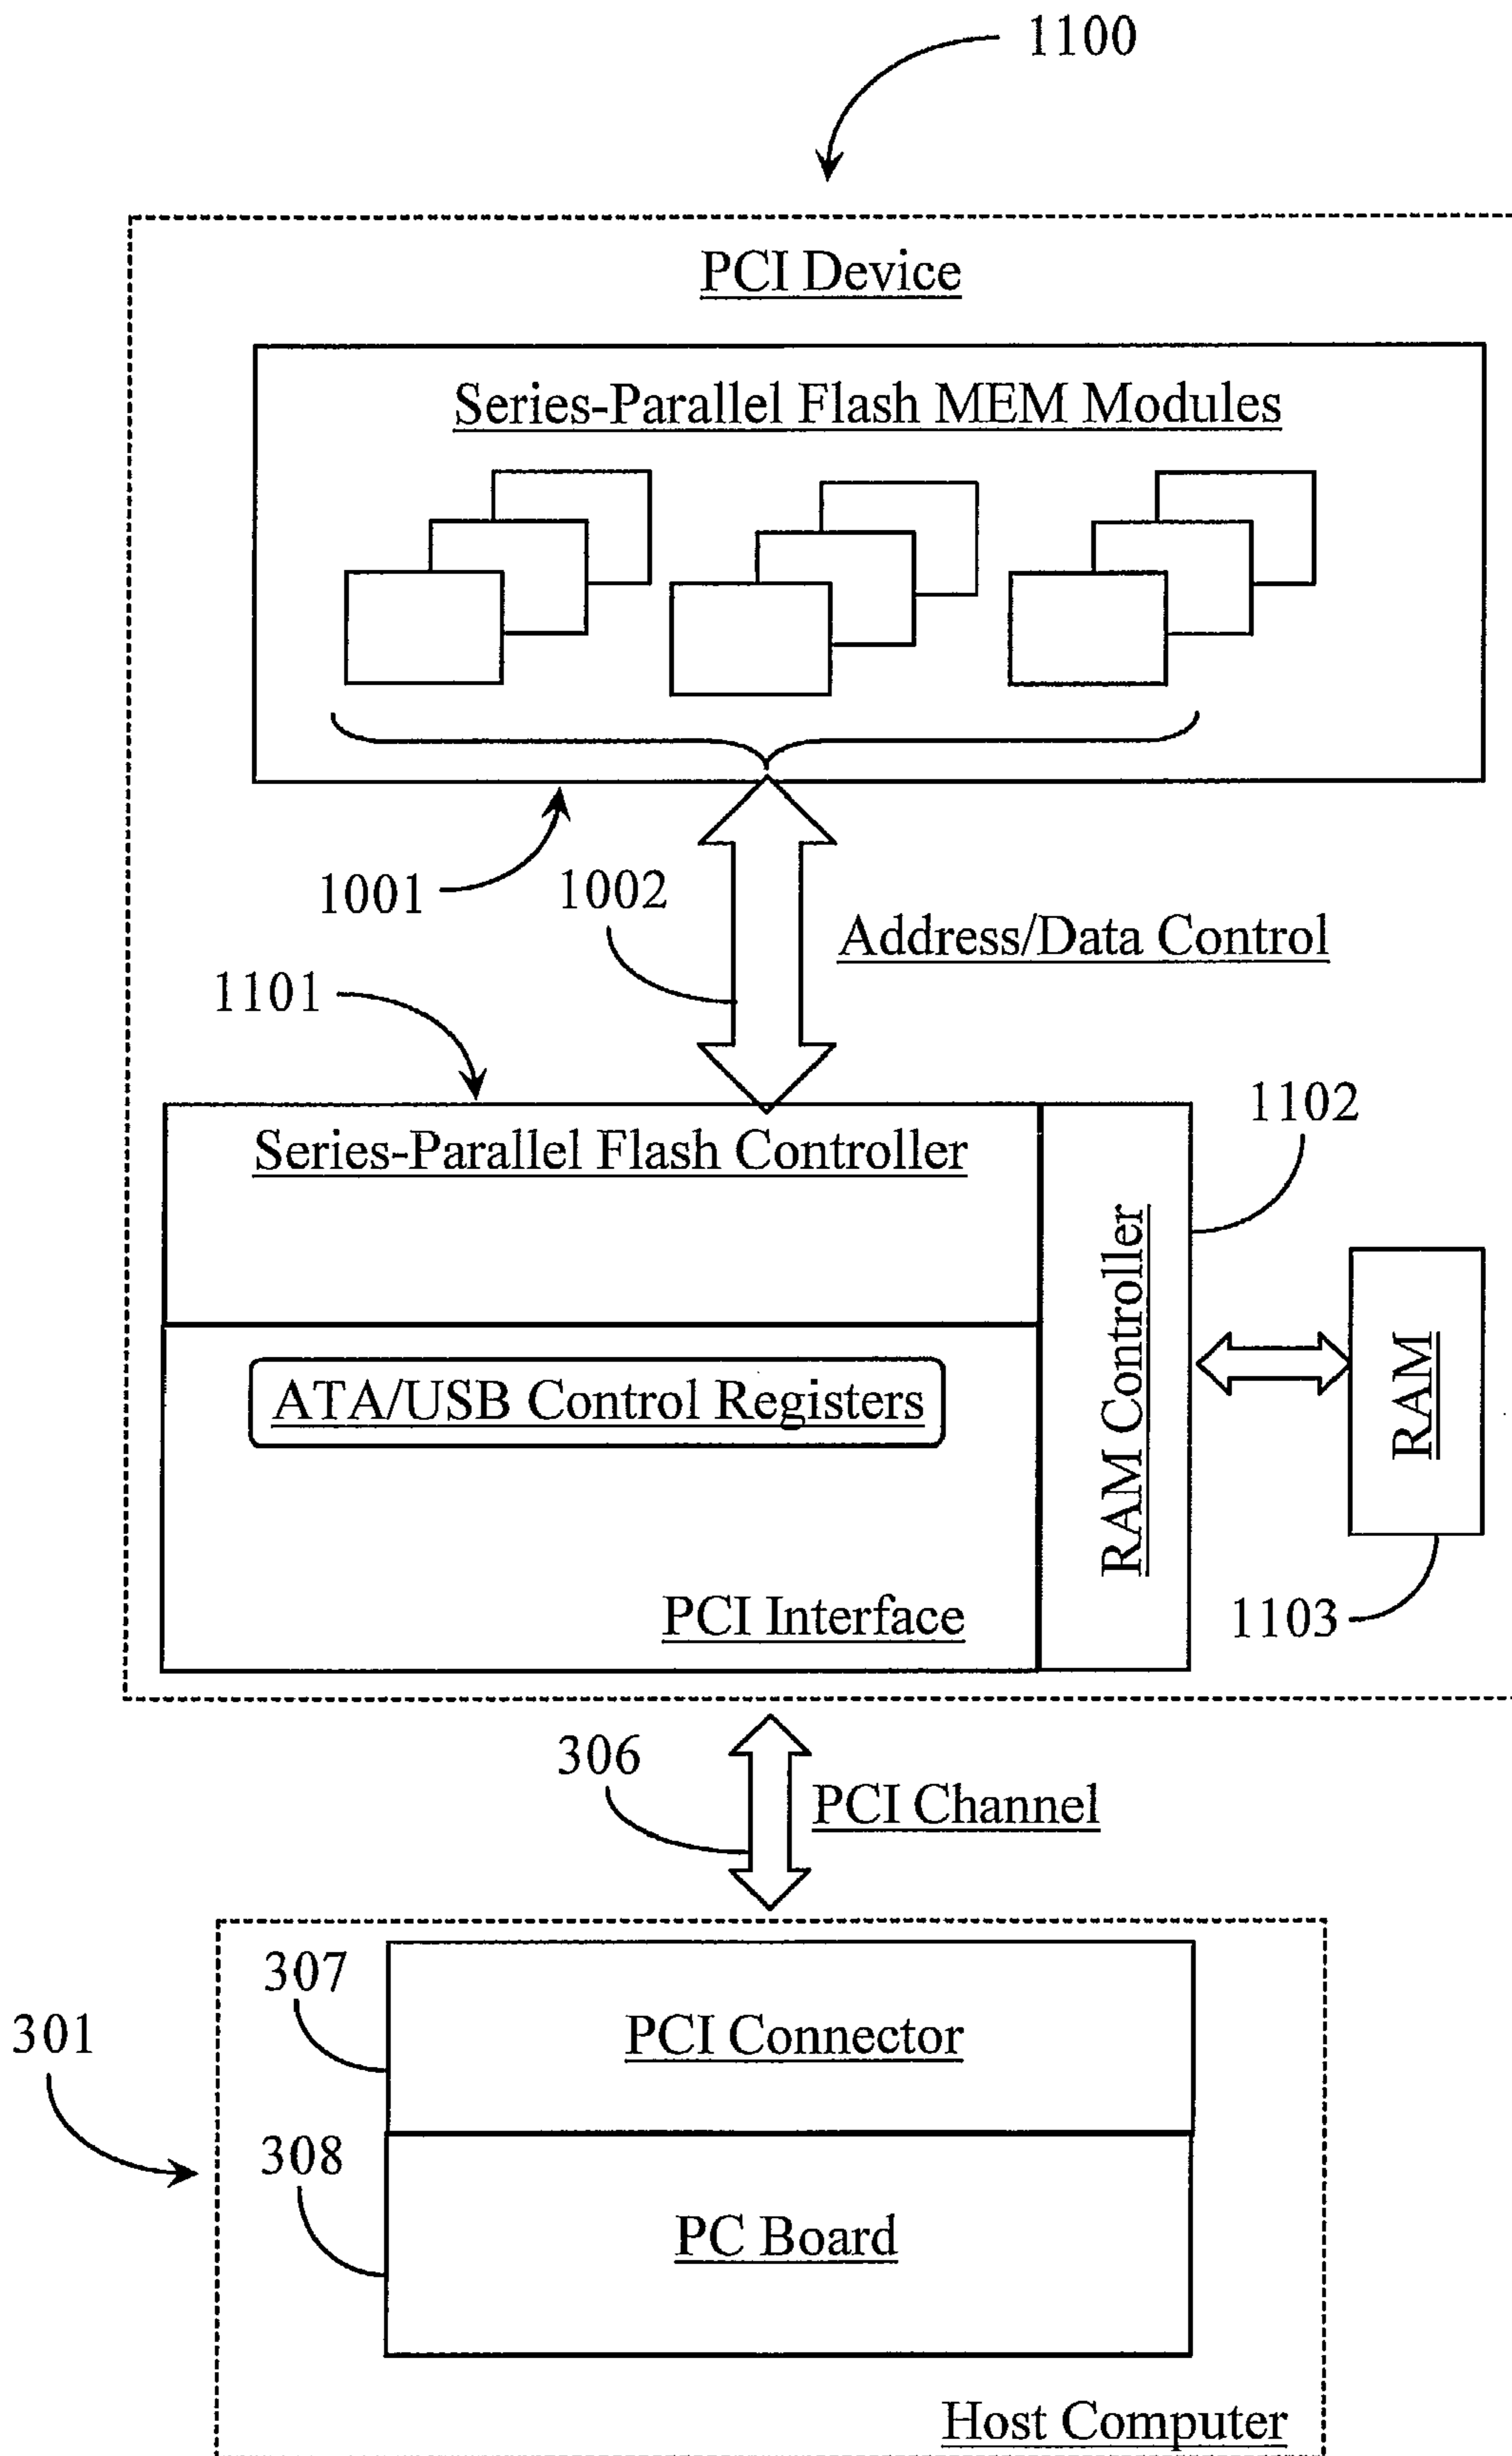 1100
PCI Device
Series-Parallel Flash MEM Modules
1001
1002
Address/Data Control
1101
Series-Parallel Flash Controller
1102
RAM Controller
RAM
ATA/USB Control Registers
PCI Interface
1103
306
PCI Channel
307
PCI Connector
301
308
PC Board
Host Computer